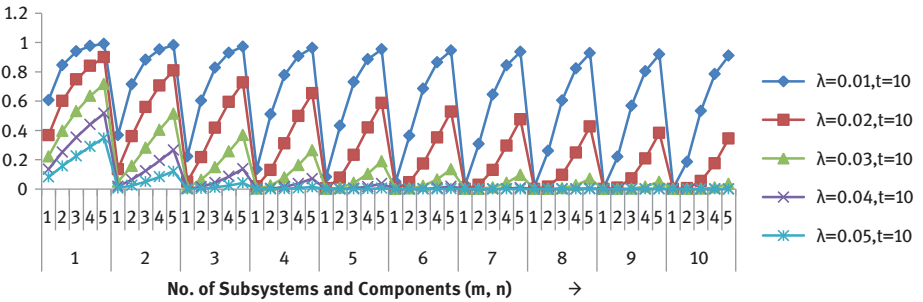 1.2
1
0.8
0.6
0.4
0.2
0
1 2 3 4 5 1 2 3 4 5 1 2 3 4 5 1 2 3 4 5 1 2 3 4 5 1 2 3 4 5 1 2 3 4 5 1 2 3 4 5 1 2 3 4 5 1 2 3 4 5
1 2 3 4 5 6 7 8 9 10
No. of Subsystems and Components (m, n) →
λ=0.01,t=10
λ=0.02,t=10
λ=0.03,t=10
λ=0.04,t=10
λ=0.05,t=10